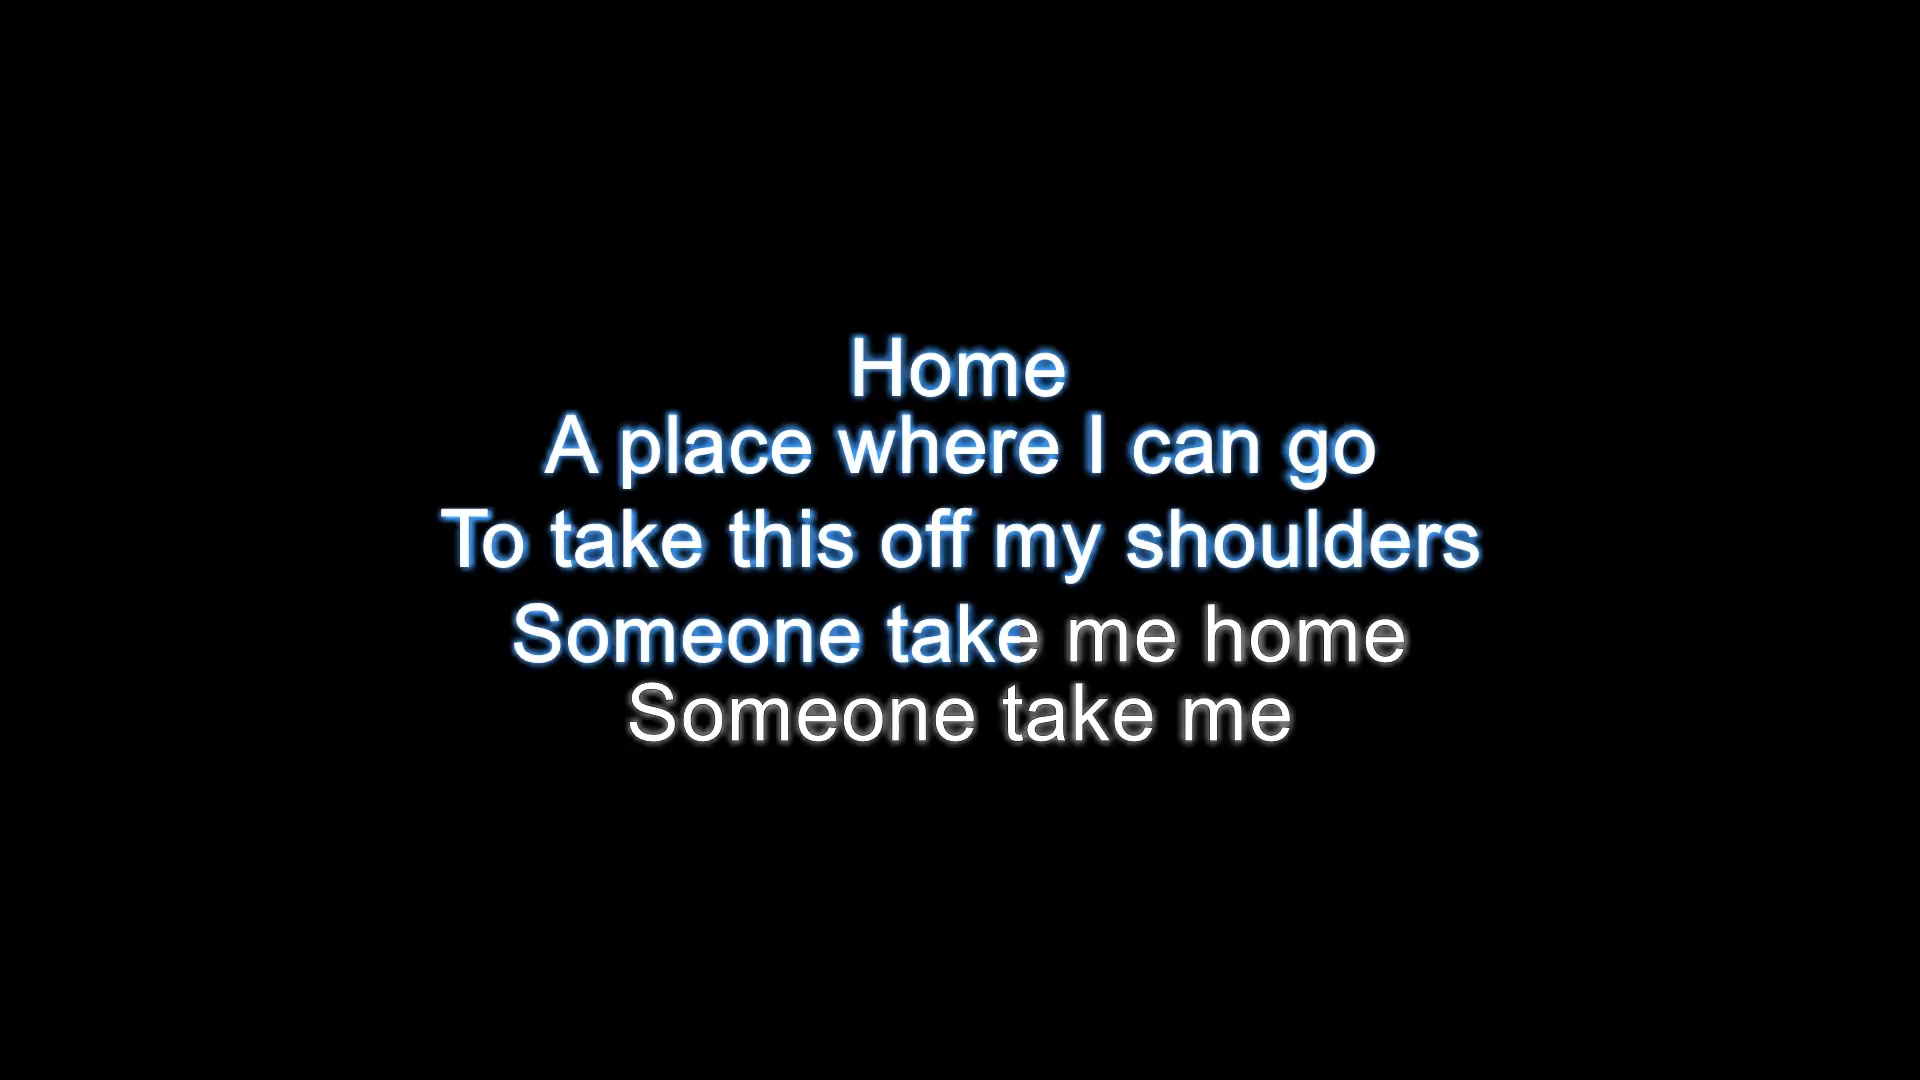 Home
A place where I can go
To take this off my shoulders
Someone take me home
Someone take me